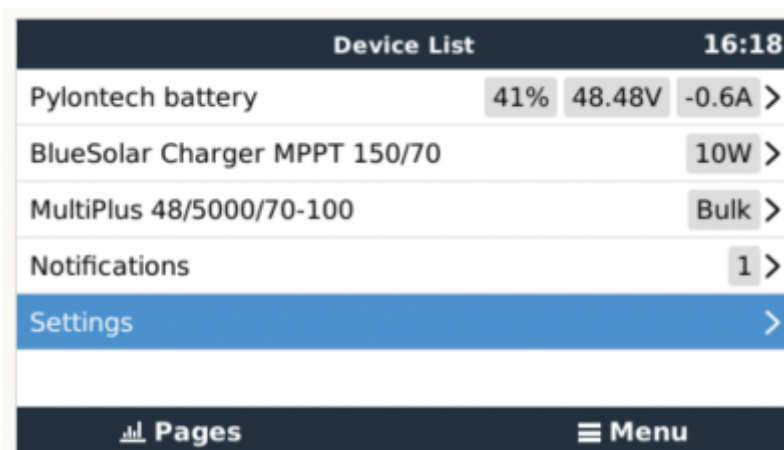 Device List 16:18
Pylontech battery 41% 48.48V -0.6A
BlueSolar Charger MPPT 150/70 10W
MultiPlus 48/5000/70-100 Bulk
Notifications 1
Settings
Pages Menu